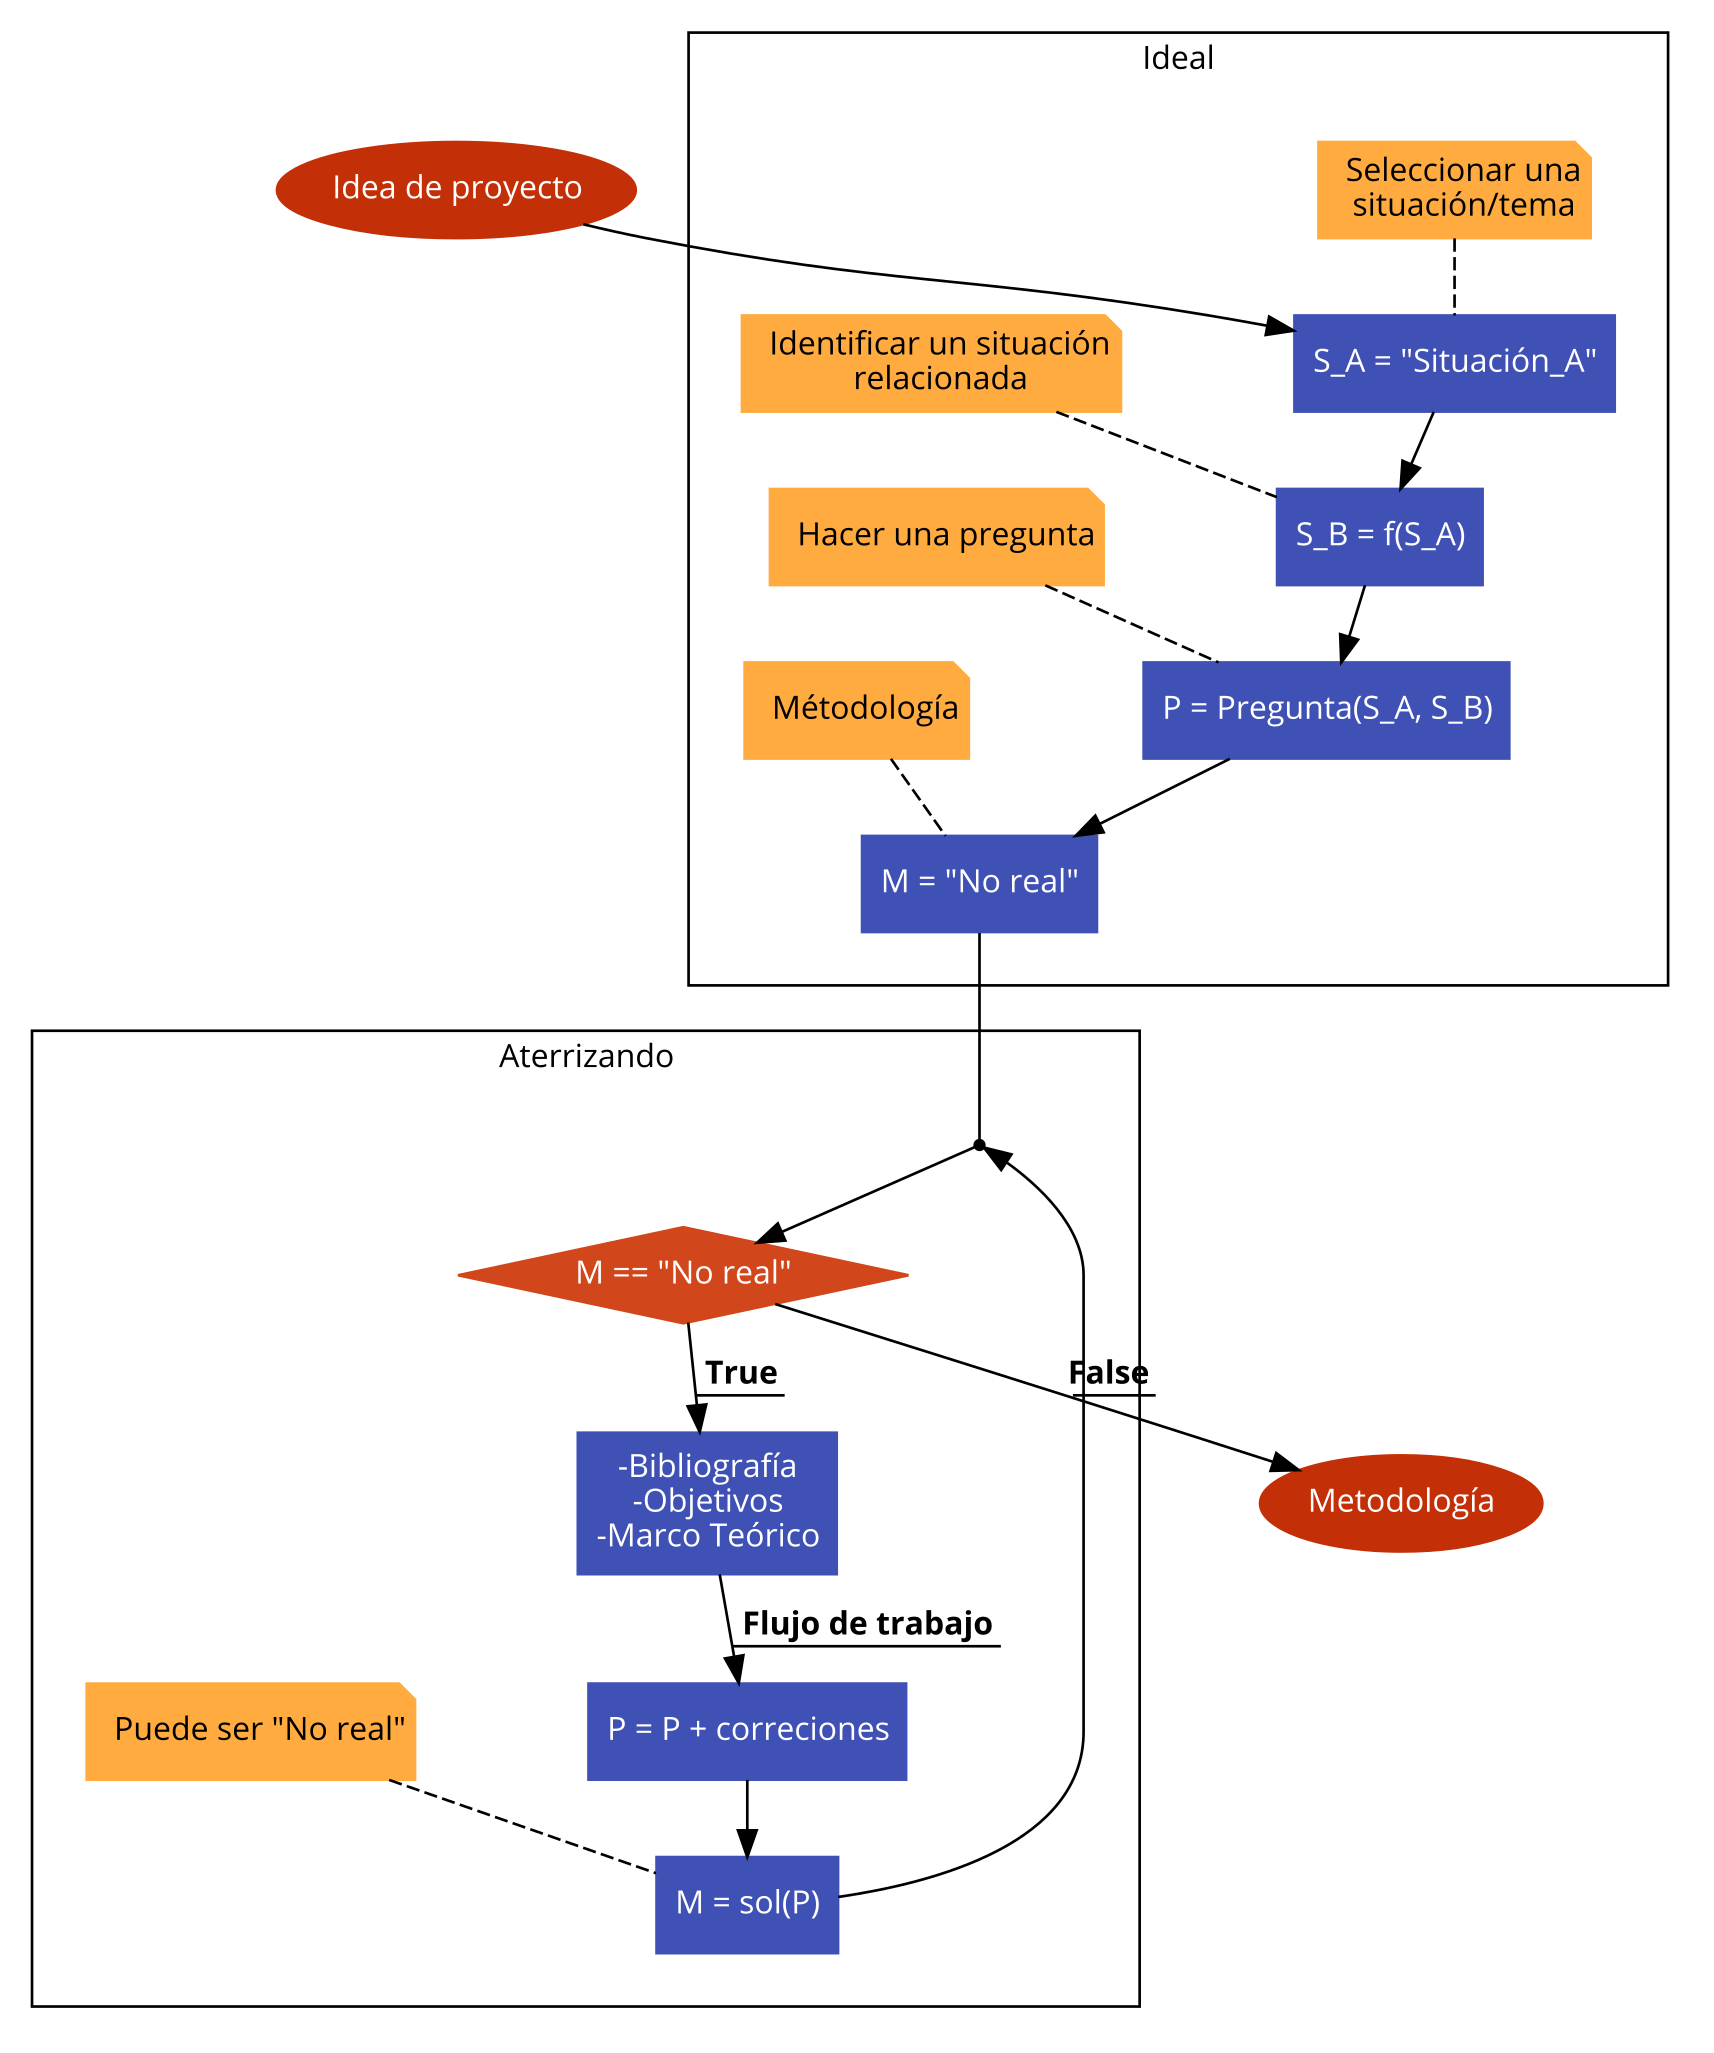 Ideal
Idea de proyecto
Seleccionar una
situación/tema
Identificar un situación
relacionada
S_A = "Situación_A"
Hacer una pregunta
S_B = f(S_A)
Métodología
P = Pregunta(S_A, S_B)
M = "No real"
Aterrizando
M == "No real"
True
False
-Bibliografía
-Objetivos
-Marco Teórico
Metodología
Flujo de trabajo
Puede ser "No real"
P = P + correciones
M = sol(P)